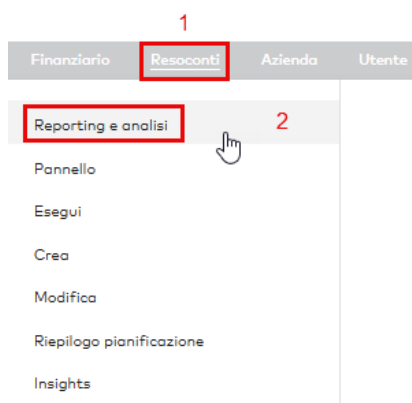 1
Finanziario Resoconti Azienda Utente
Reporting e analisi 2
Pannello
Esegui
Crea
Modifica
Riepilogo pianificazione
Insights